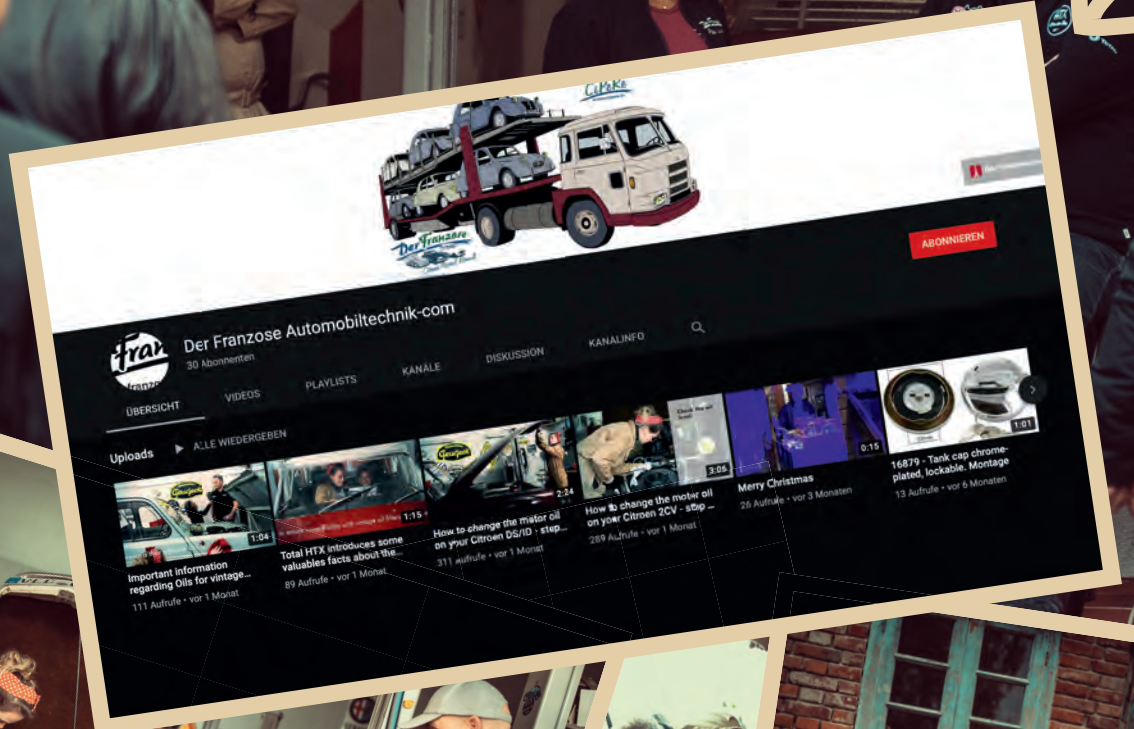 CiPeRe
Der Franzose
ABONNIEREN
Fran
franzo
Der Franzose Automobiltechnik-com
30 Abonnenten
ÜBERSICHT
VIDEOS
PLAYLISTS
KANÄLE
DISKUSSION
KANALINFO
Uploads
ALLE WIEDERGEBEN
1:04
Important information
regarding Oils for vintage...
111 Aufrufe • vor 1 Monat
1:15
Total HTX introduces some
valuables facts about the...
89 Aufrufe • vor 1 Monat
2:24
How to change the motor oil
on your Citroen DS/ID - step...
311 Aufrufe • vor 1 Monat
3:05
How to change the motor oil
on your Citroen 2CV - step ...
289 Aufrufe • vor 1 Monat
0:15
Merry Christmas
26 Aufrufe • vor 3 Monaten
1:01
16879 - Tank cap chrome-
plated, lockable. Montage
13 Aufrufe • vor 6 Monaten